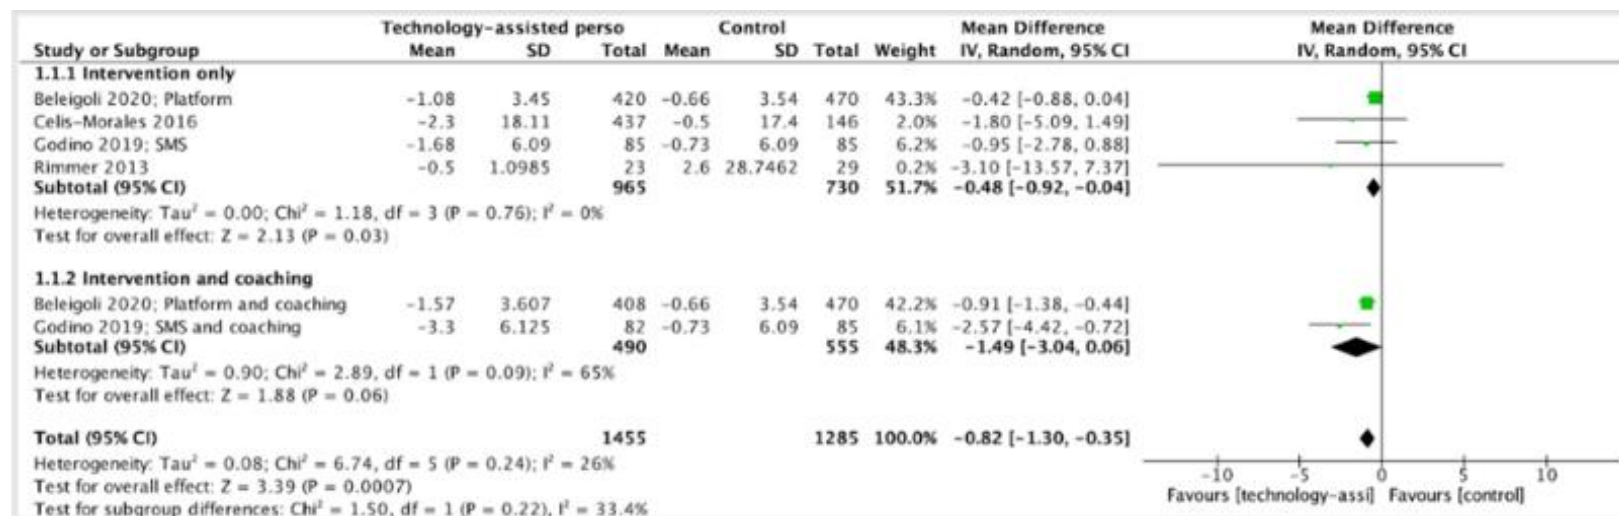 Technology-assisted perso Control Mean Difference Mean Difference
Study or Subgroup Mean SD Total Mean SD Total Weight IV, Random, 95% CI IV, Random, 95% CI
1.1.1 Intervention only
Beleigoli 2020; Platform -1.08 3.45 420 -0.66 3.54 470 43.3% -0.42 [-0.88, 0.04]
Celis-Morales 2016 -2.3 18.11 437 -0.5 17.4 146 2.0% -1.80 [-5.09, 1.49]
Godino 2019; SMS -1.68 6.09 85 -0.73 6.09 85 6.2% -0.95 [-2.78, 0.88]
Rimmer 2013 -0.5 1.0985 23 2.6 28.7462 29 0.2% -3.10 [-13.57, 7.37]
Subtotal (95% CI) 965 730 51.7% -0.48 [-0.92, -0.04]
Heterogeneity: Tau² = 0.00; Chi² = 1.18, df = 3 (P = 0.76); I² = 0%
Test for overall effect: Z = 2.13 (P = 0.03)
1.1.2 Intervention and coaching
Beleigoli 2020; Platform and coaching -1.57 3.607 408 -0.66 3.54 470 42.2% -0.91 [-1.38, -0.44]
Godino 2019; SMS and coaching -3.3 6.125 82 -0.73 6.09 85 6.1% -2.57 [-4.42, -0.72]
Subtotal (95% CI) 490 555 48.3% -1.49 [-3.04, 0.06]
Heterogeneity: Tau² = 0.90; Chi² = 2.89, df = 1 (P = 0.09); I² = 65%
Test for overall effect: Z = 1.88 (P = 0.06)
Total (95% CI) 1455 1285 100.0% -0.82 [-1.30, -0.35]
Heterogeneity: Tau² = 0.08; Chi² = 6.74, df = 5 (P = 0.24); I² = 26%
-10 -5 0 5 10
Test for overall effect: Z = 3.39 (P = 0.0007)
Favours [technology-assi] Favours [control]
Test for subgroup differences: Chi² = 1.50, df = 1 (P = 0.22), I² = 33.4%